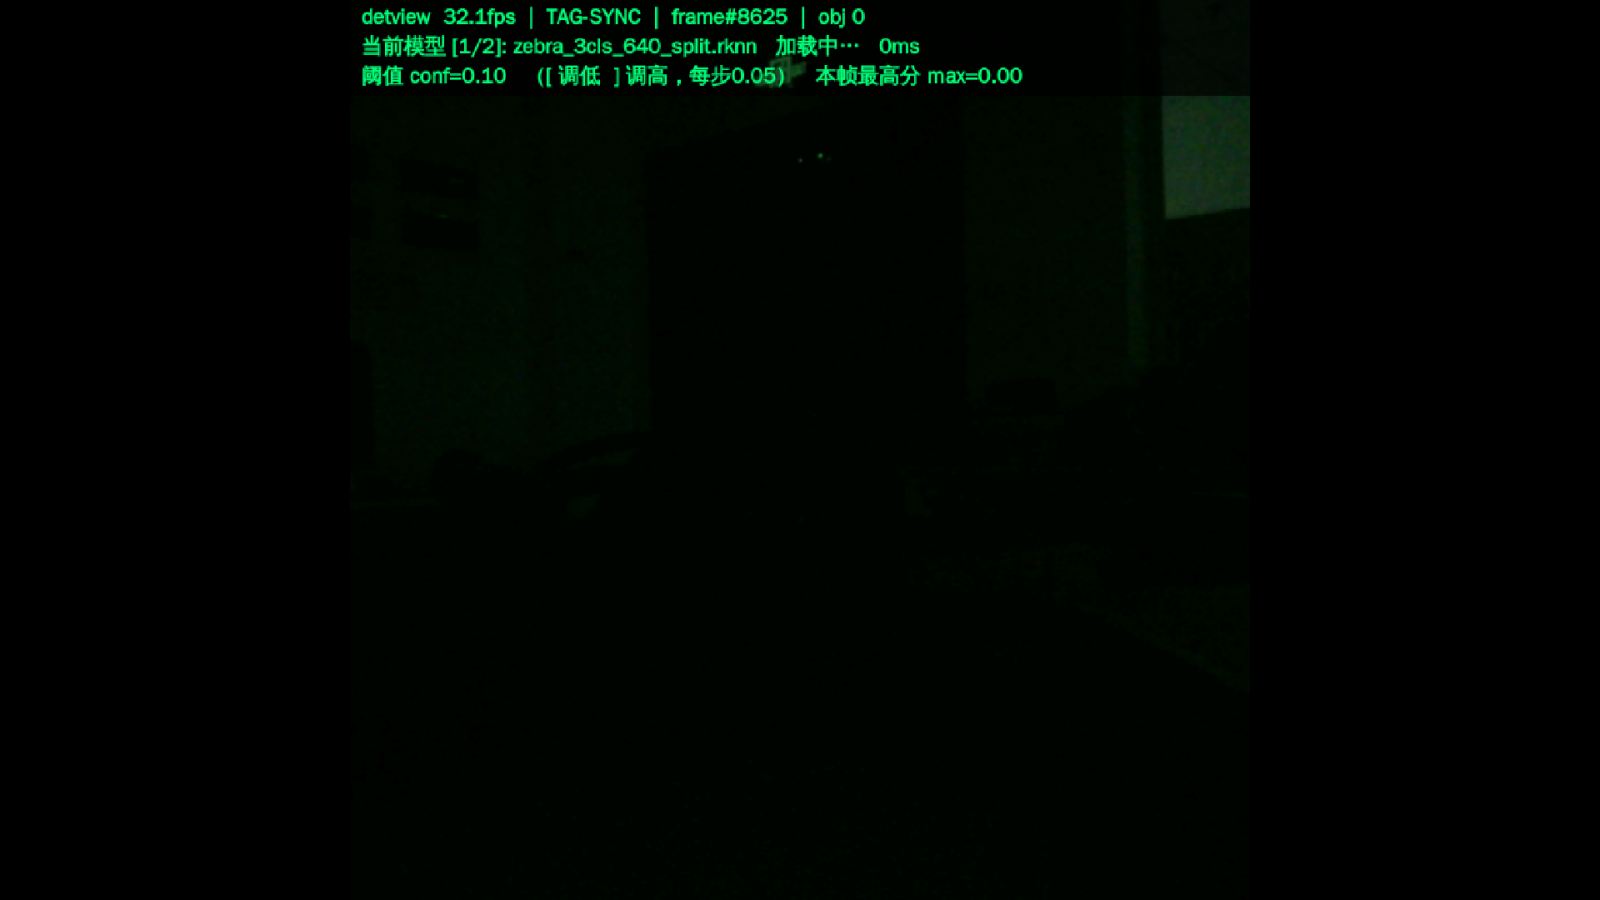 detview 32.1fps | TAG-SYNC | frame#8625 | obj 0
当前模型 [1/2]: zebra_3cls_640_split.rknn 加载中… 0ms
阈值 conf=0.10 ([ 调低 ] 调高，每步0.05) 本帧最高分 max=0.00